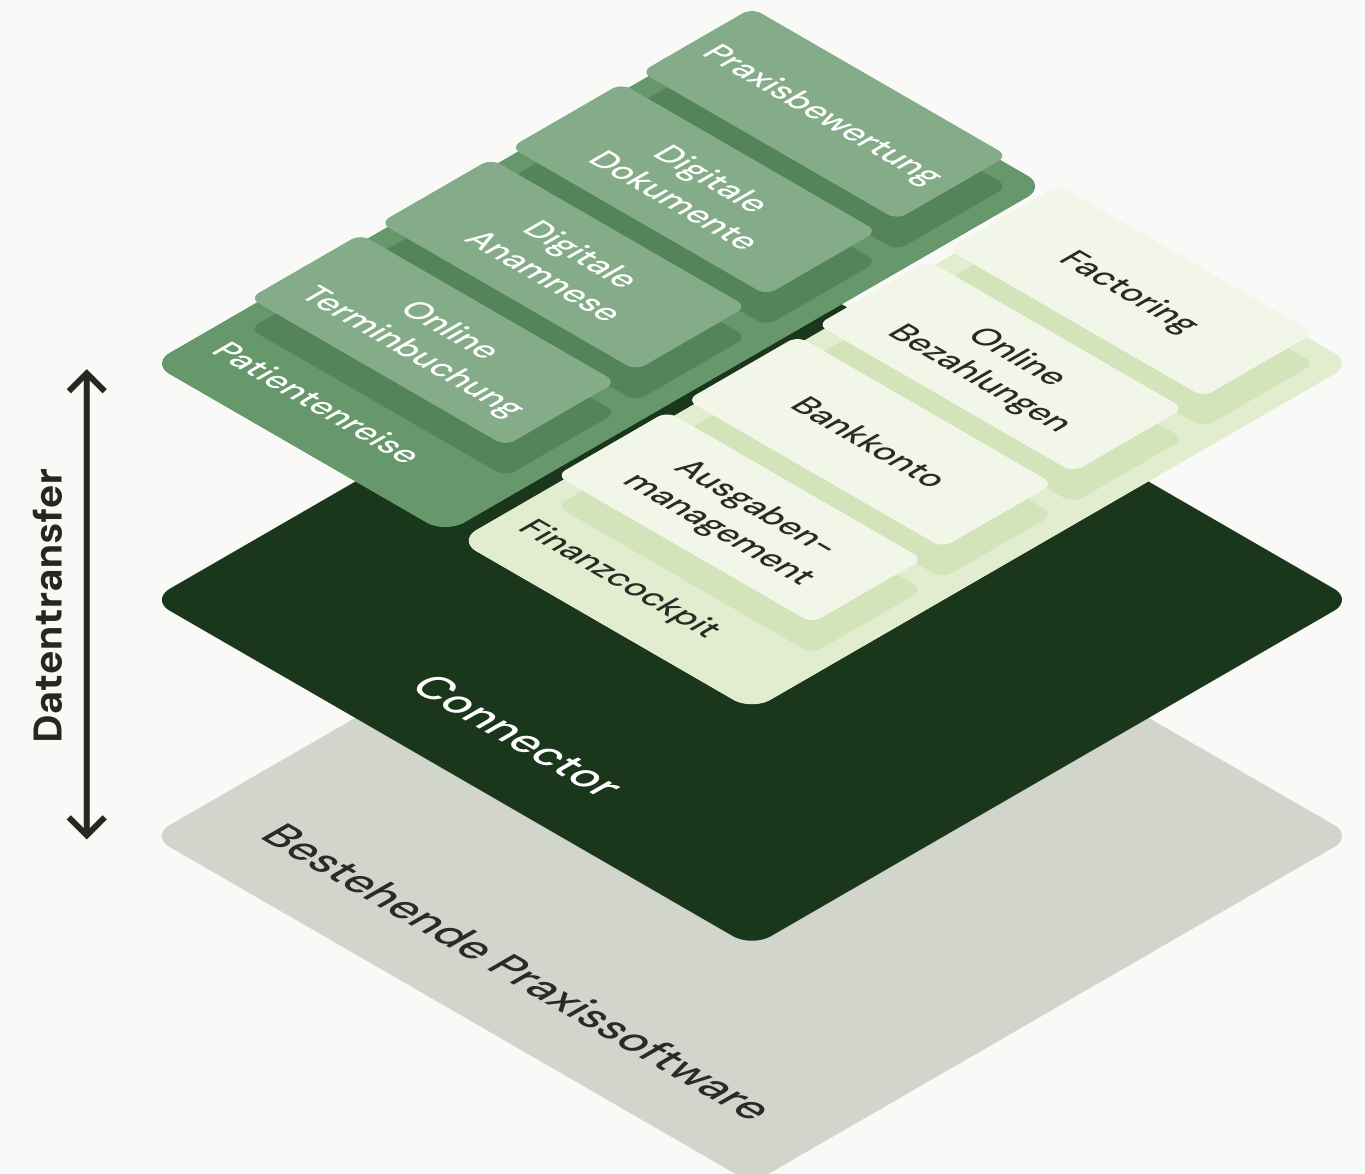 Praxisbewertung
Digitale
Dokumente
Digitale
Anamnese
Online
Terminbuchung
Patientenreise
Factoring
Online
Bezahlungen
Bankkonto
Ausgaben-
management
Finanzcockpit
Datentransfer
Connector
Bestehende Praxissoftware